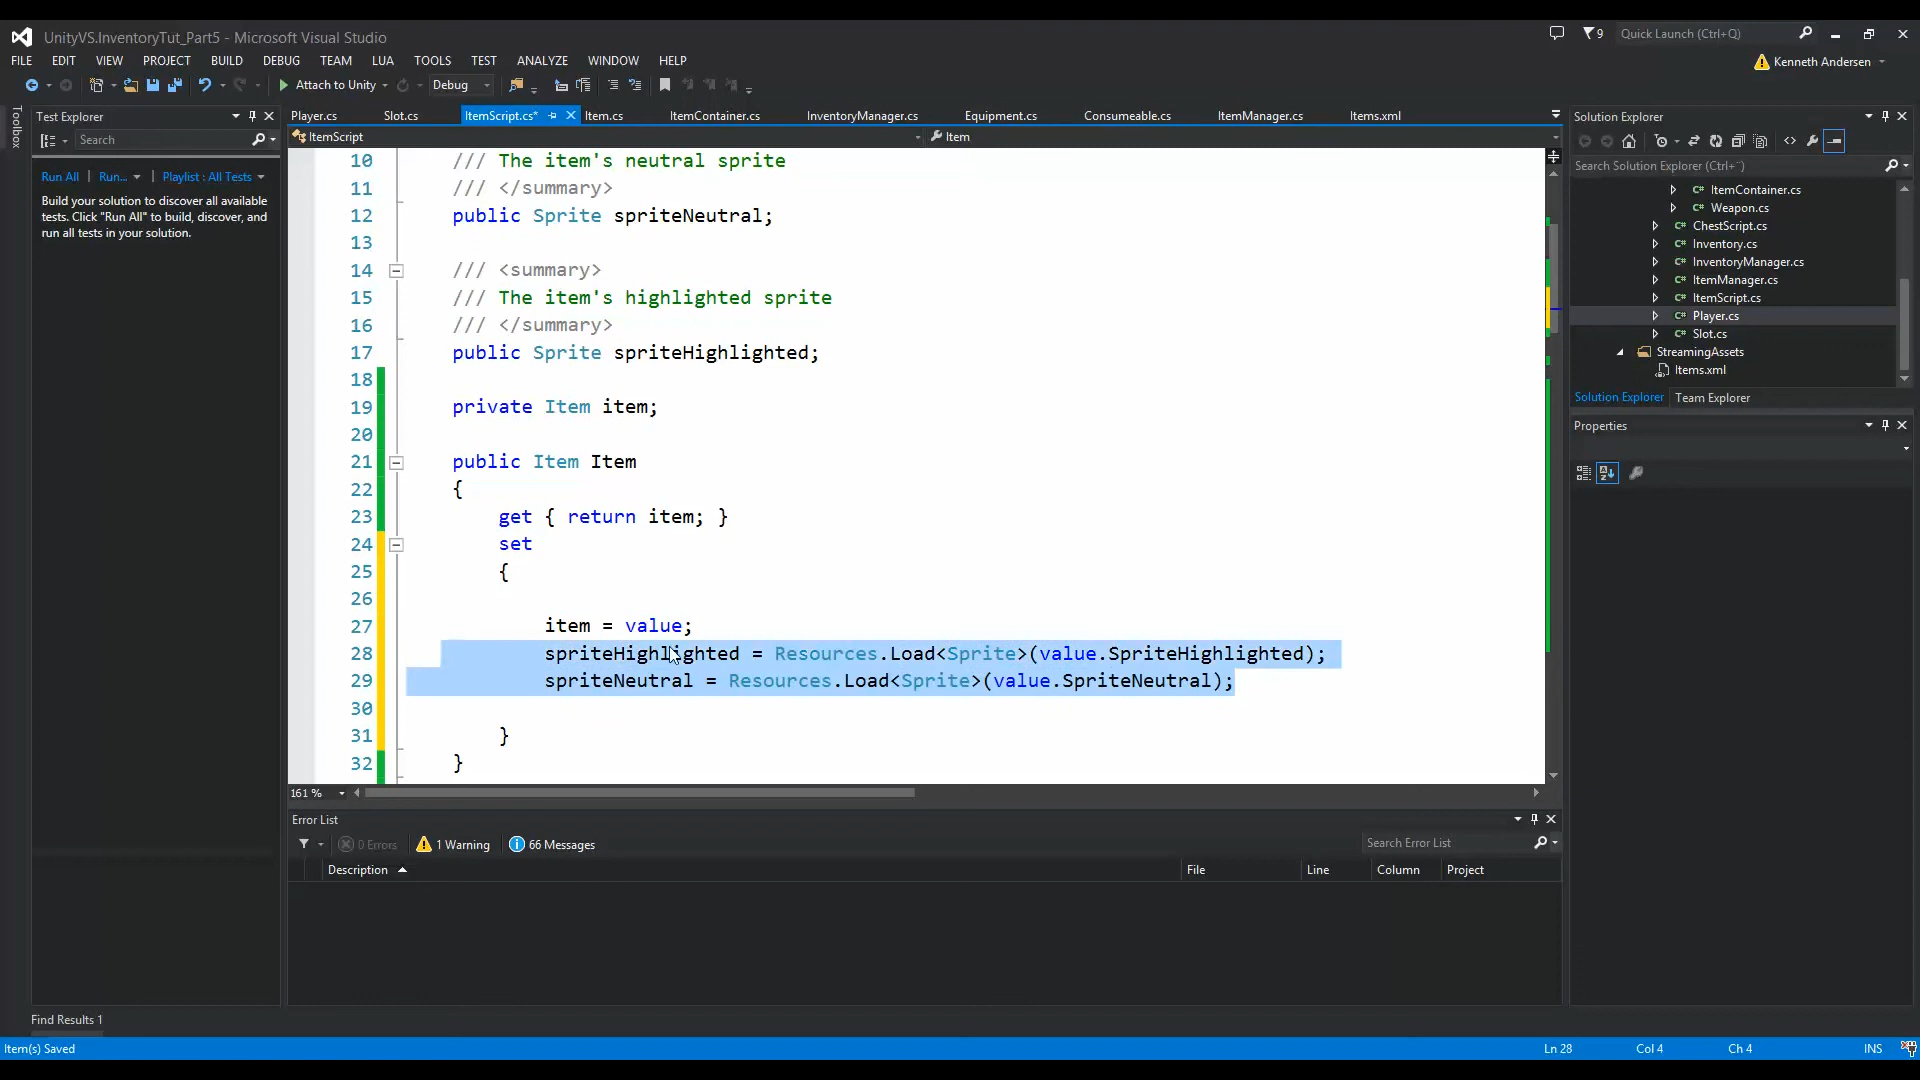 UnityVS.InventoryTut_Part5 - Microsoft Visual Studio
9
Quick Launch (Ctrl+Q)
FILE EDIT VIEW PROJECT BUILD DEBUG TEAM LUA TOOLS TEST ANALYZE WINDOW HELP
Kenneth Andersen
Attach to Unity Debug
Toolbox
Test Explorer
Search
Run All Run... Playlist : All Tests
Build your solution to discover all available
tests. Click "Run All" to build, discover, and
run all tests in your solution.
Player.cs Slot.cs ItemScript.cs* Item.cs ItemContainer.cs InventoryManager.cs Equipment.cs Consumeable.cs ItemManager.cs Items.xml
ItemScript Item
10 /// The item's neutral sprite
11 /// </summary>
12 public Sprite spriteNeutral;
13
14 /// <summary>
15 /// The item's highlighted sprite
16 /// </summary>
17 public Sprite spriteHighlighted;
18
19 private Item item;
20
21 public Item Item
22 {
23 get { return item; }
24 set
25 {
26
27 item = value;
28 spriteHighlighted = Resources.Load<Sprite>(value.SpriteHighlighted);
29 spriteNeutral = Resources.Load<Sprite>(value.SpriteNeutral);
30
31 }
32 }
161 %
Error List
0 Errors 1 Warning 66 Messages
Search Error List
Description File Line Column Project
Solution Explorer
Search Solution Explorer (Ctrl+¨)
C# ItemContainer.cs
C# Weapon.cs
C# ChestScript.cs
C# Inventory.cs
C# InventoryManager.cs
C# ItemManager.cs
C# ItemScript.cs
C# Player.cs
C# Slot.cs
StreamingAssets
Items.xml
Solution Explorer Team Explorer
Properties
Find Results 1
Item(s) Saved
Ln 28 Col 4 Ch 4 INS